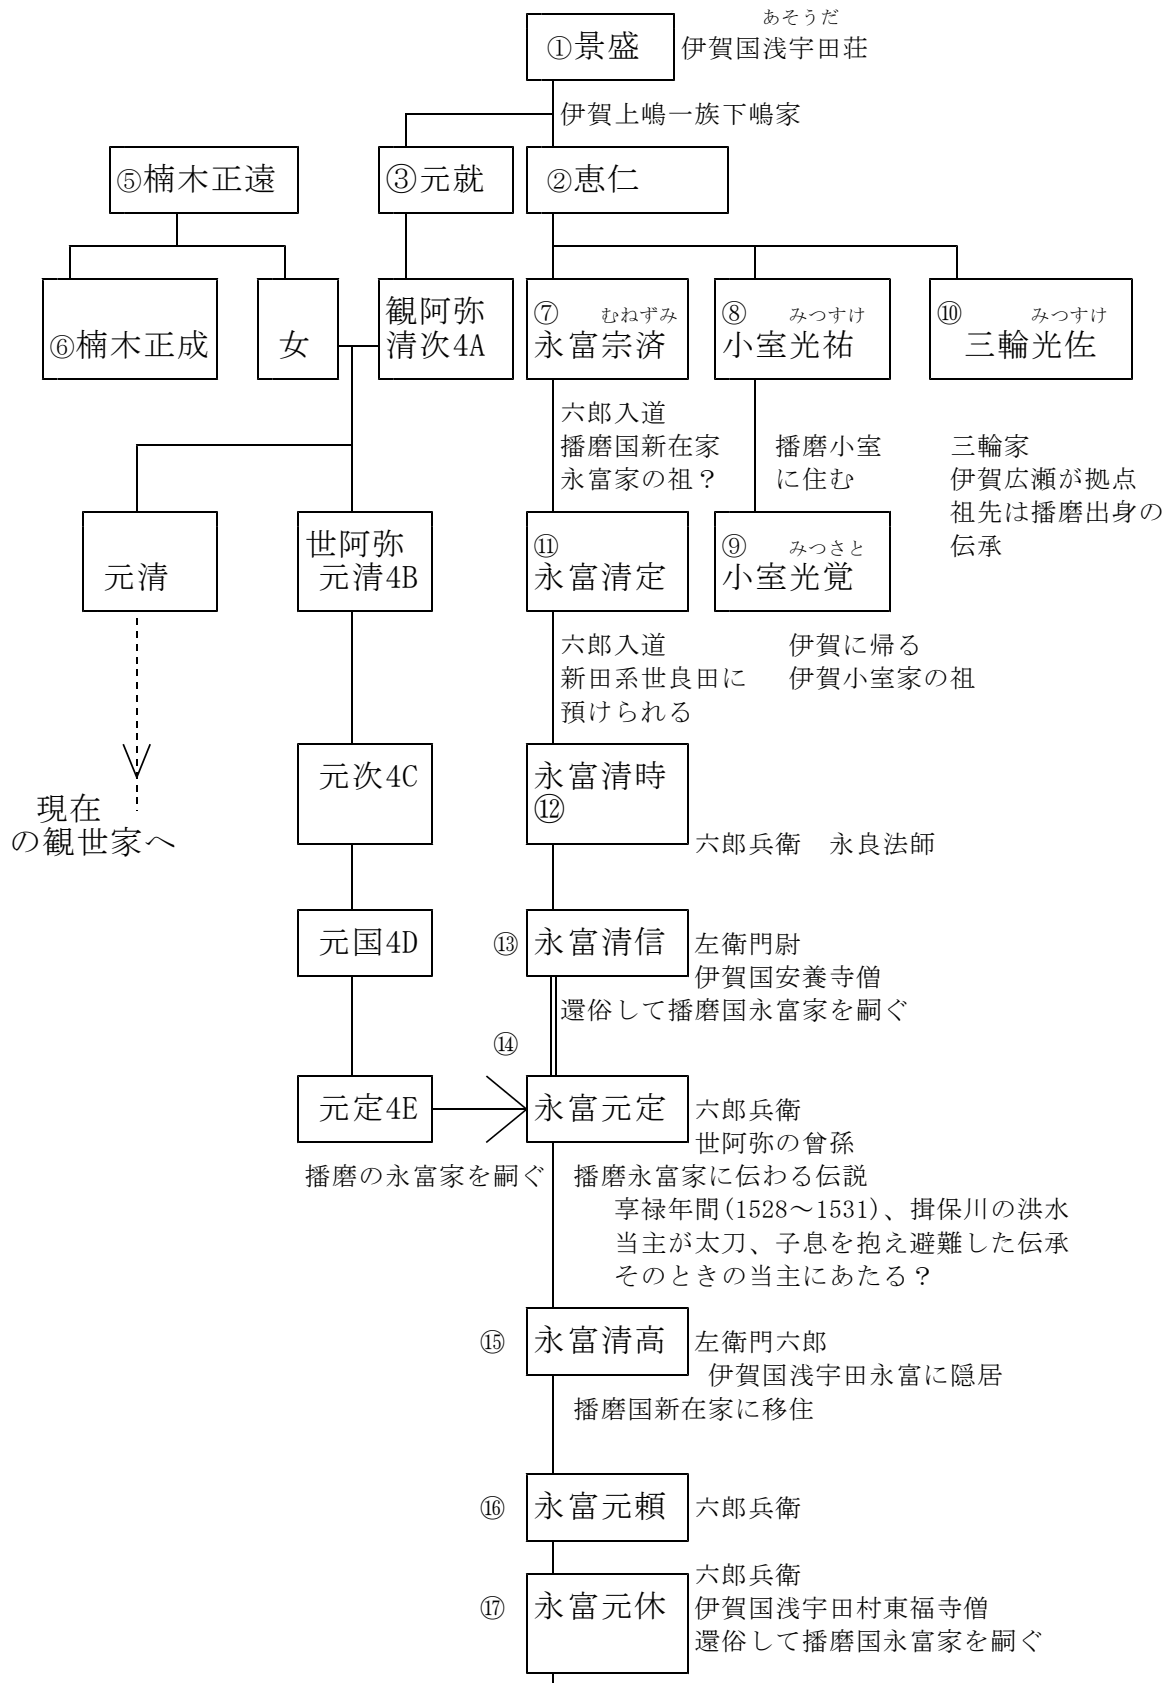 あそうだ
①景盛
伊賀国浅宇田荘
伊賀上嶋一族下嶋家
⑤楠木正遠
③元就
②恵仁
⑥楠木正成
女
観阿弥
清次4A
⑦ むねずみ
永富宗済
⑧ みつすけ
小室光祐
⑩ みつすけ
三輪光佐
六郎入道
播磨国新在家
永富家の祖？
播磨小室
に住む
三輪家
伊賀広瀬が拠点
祖先は播磨出身の
伝承
元清
世阿弥
元清4B
⑪
永富清定
⑨ みつさと
小室光覚
六郎入道
新田系世良田に
預けられる
伊賀に帰る
伊賀小室家の祖
現在
の観世家へ
元次4C
永富清時
⑫
六郎兵衛　永良法師
元国4D
⑬
永富清信
左衛門尉
伊賀国安養寺僧
還俗して播磨国永富家を嗣ぐ
⑭
元定4E
永富元定
六郎兵衛
世阿弥の曾孫
播磨の永富家を嗣ぐ
播磨永富家に伝わる伝説
享禄年間(1528～1531)、揖保川の洪水
当主が太刀、子息を抱え避難した伝承
そのときの当主にあたる？
⑮
永富清高
左衛門六郎
伊賀国浅宇田永富に隠居
播磨国新在家に移住
⑯
永富元頼
六郎兵衛
⑰
永富元休
六郎兵衛
伊賀国浅宇田村東福寺僧
還俗して播磨国永富家を嗣ぐ